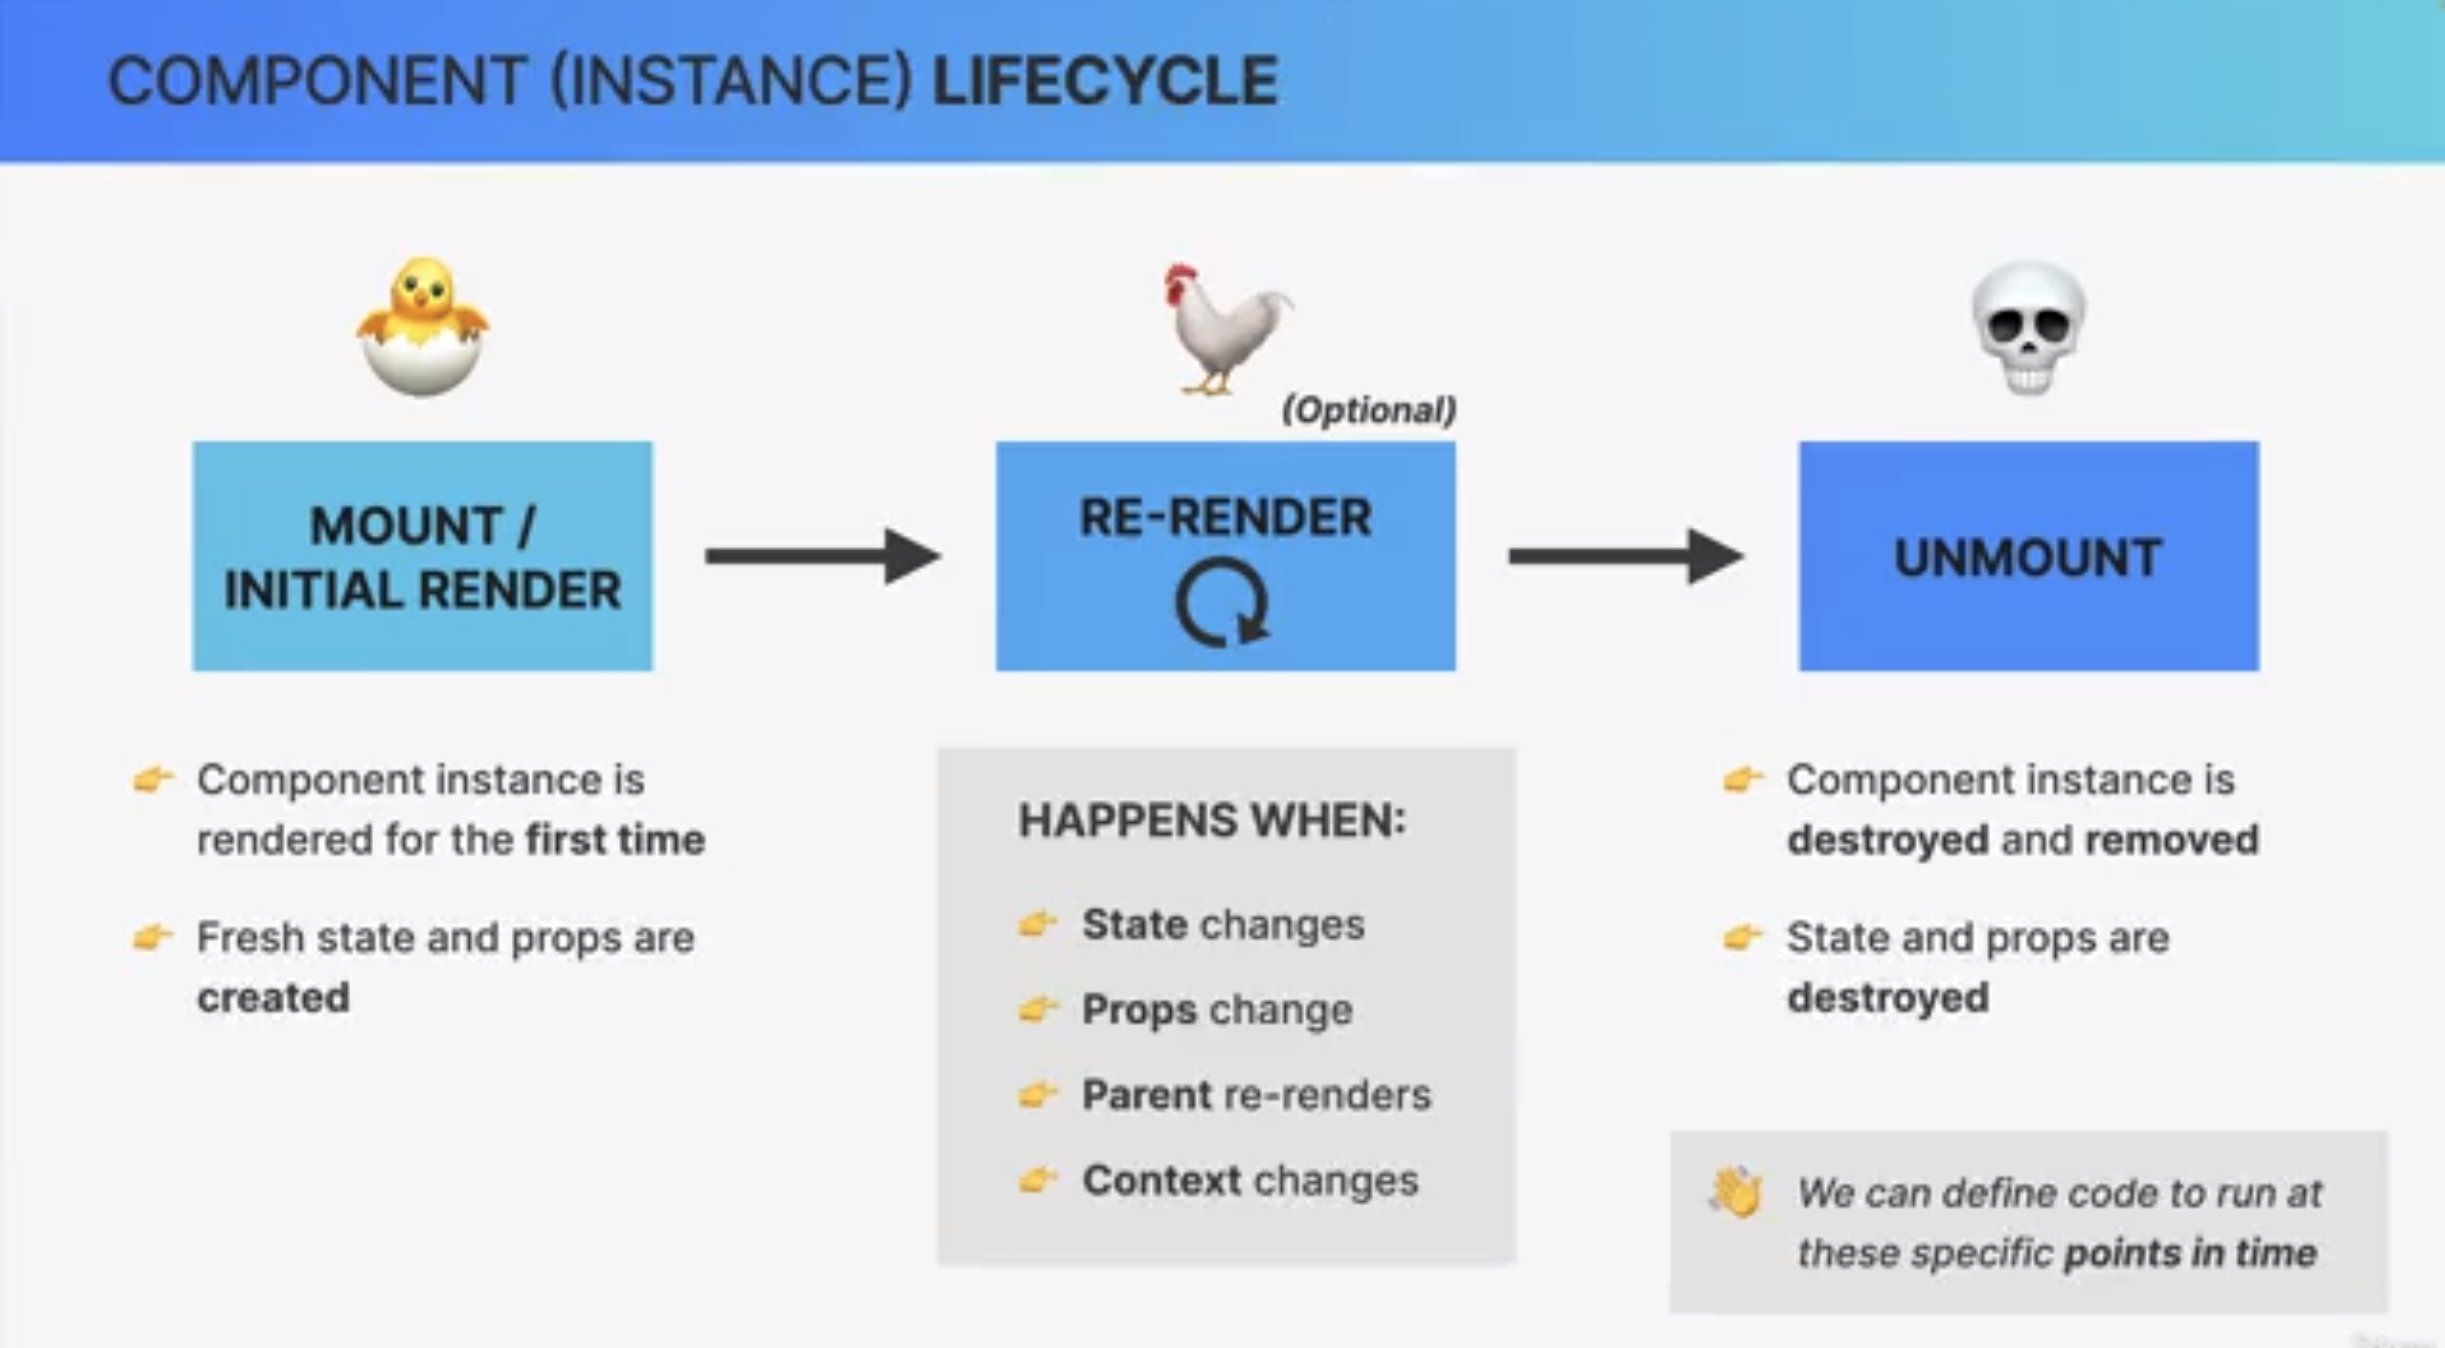 COMPONENT (INSTANCE) LIFECYCLE
(Optional)
MOUNT /
INITIAL RENDER
RE-RENDER
UNMOUNT
Component instance is
rendered for the first time
Fresh state and props are
created
HAPPENS WHEN:
State changes
Props change
Parent re-renders
Context changes
Component instance is
destroyed and removed
State and props are
destroyed
We can define code to run at
these specific points in time